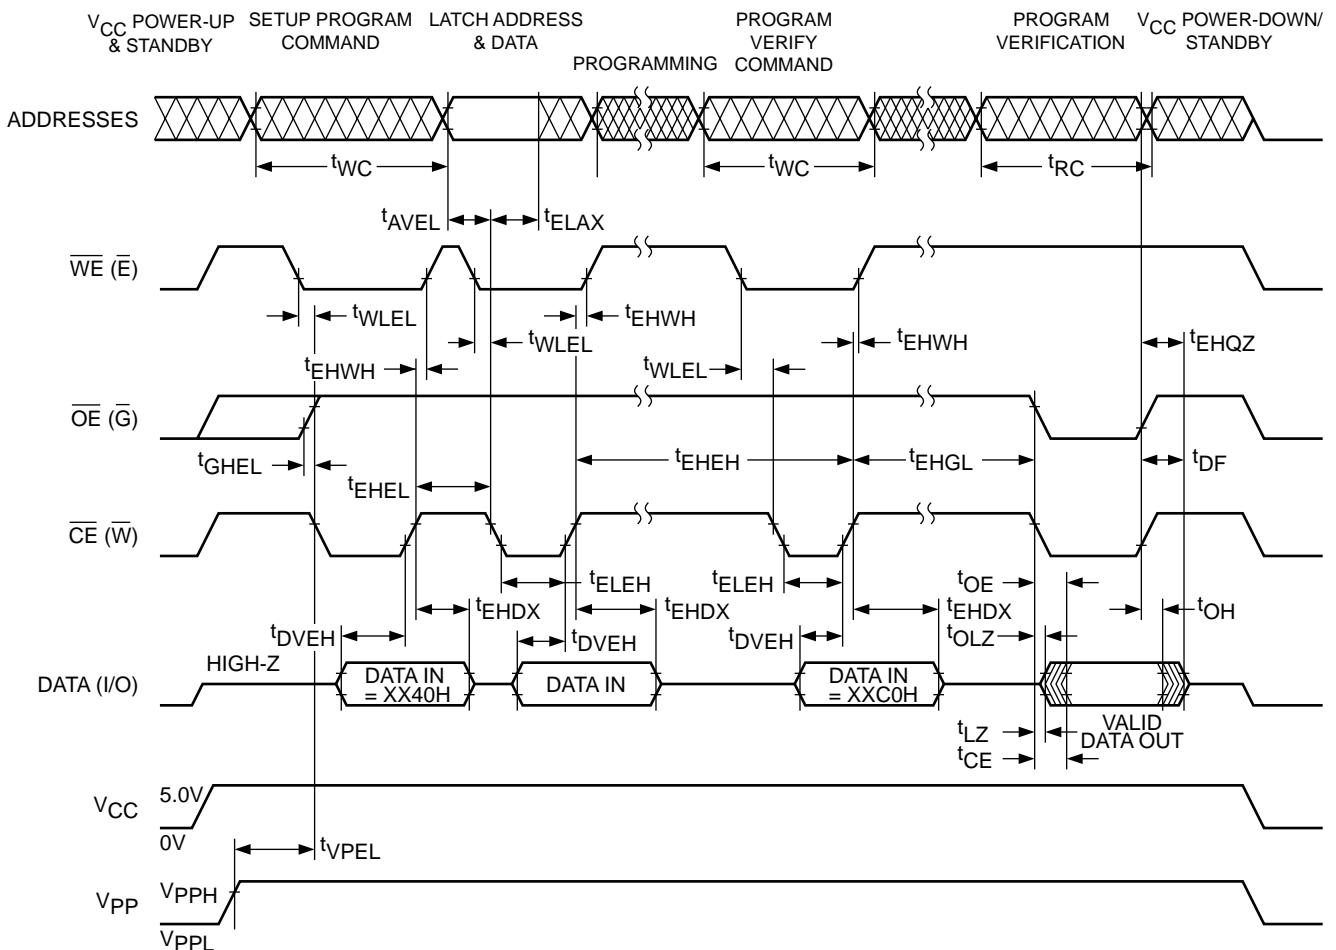 VCC POWER-UP & STANDBY
SETUP PROGRAM COMMAND
LATCH ADDRESS & DATA
PROGRAMMING
PROGRAM VERIFY COMMAND
PROGRAM VERIFICATION
VCC POWER-DOWN/ STANDBY
ADDRESSES
tWC
tWC
tRC
tAVEL
tELAX
WE (E)
tWLEL
tWLEL
tEHWH
tEHWH
tWLEL
tEHWH
tEHQZ
OE (G)
tGHEL
tEHEL
tEHEH
tEHGL
tDF
CE (W)
tELEH
tELEH
tOE
tEHDX
tEHDX
tEHDX
tOH
tDVEH
tDVEH
tDVEH
tOLZ
HIGH-Z
DATA (I/O)
DATA IN
= XX40H
DATA IN
DATA IN
= XXC0H
VALID
DATA OUT
tLZ
tCE
VCC
5.0V
0V
tVPEL
VPP
VPPH
VPPL